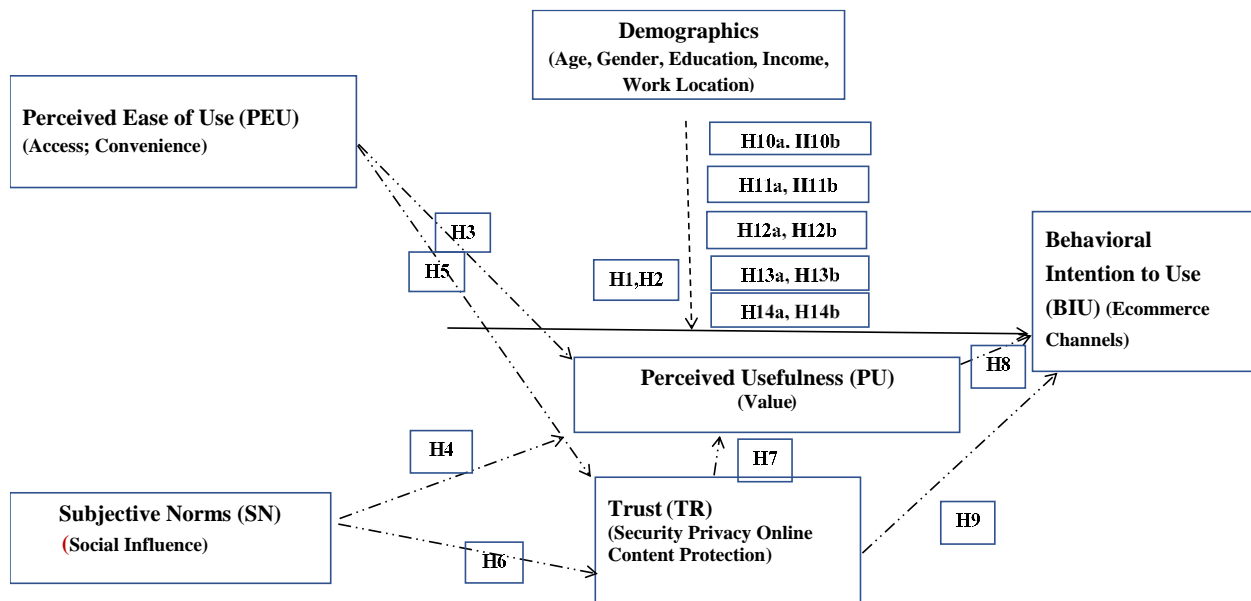 Demographics
(Age, Gender, Education, Income,
Work Location)
Perceived Ease of Use (PEU)
(Access; Convenience)
H10a. II10b
H11a, II11b
H12a, H12b
H13a, H13b
H14a, H14b
H3
H5
H1,H2
Behavioral
Intention to Use
(BIU) (Ecommerce
Channels)
Perceived Usefulness (PU)
(Value)
H8
H4
H7
Subjective Norms (SN)
(Social Influence)
H6
Trust (TR)
(Security Privacy Online
Content Protection)
H9